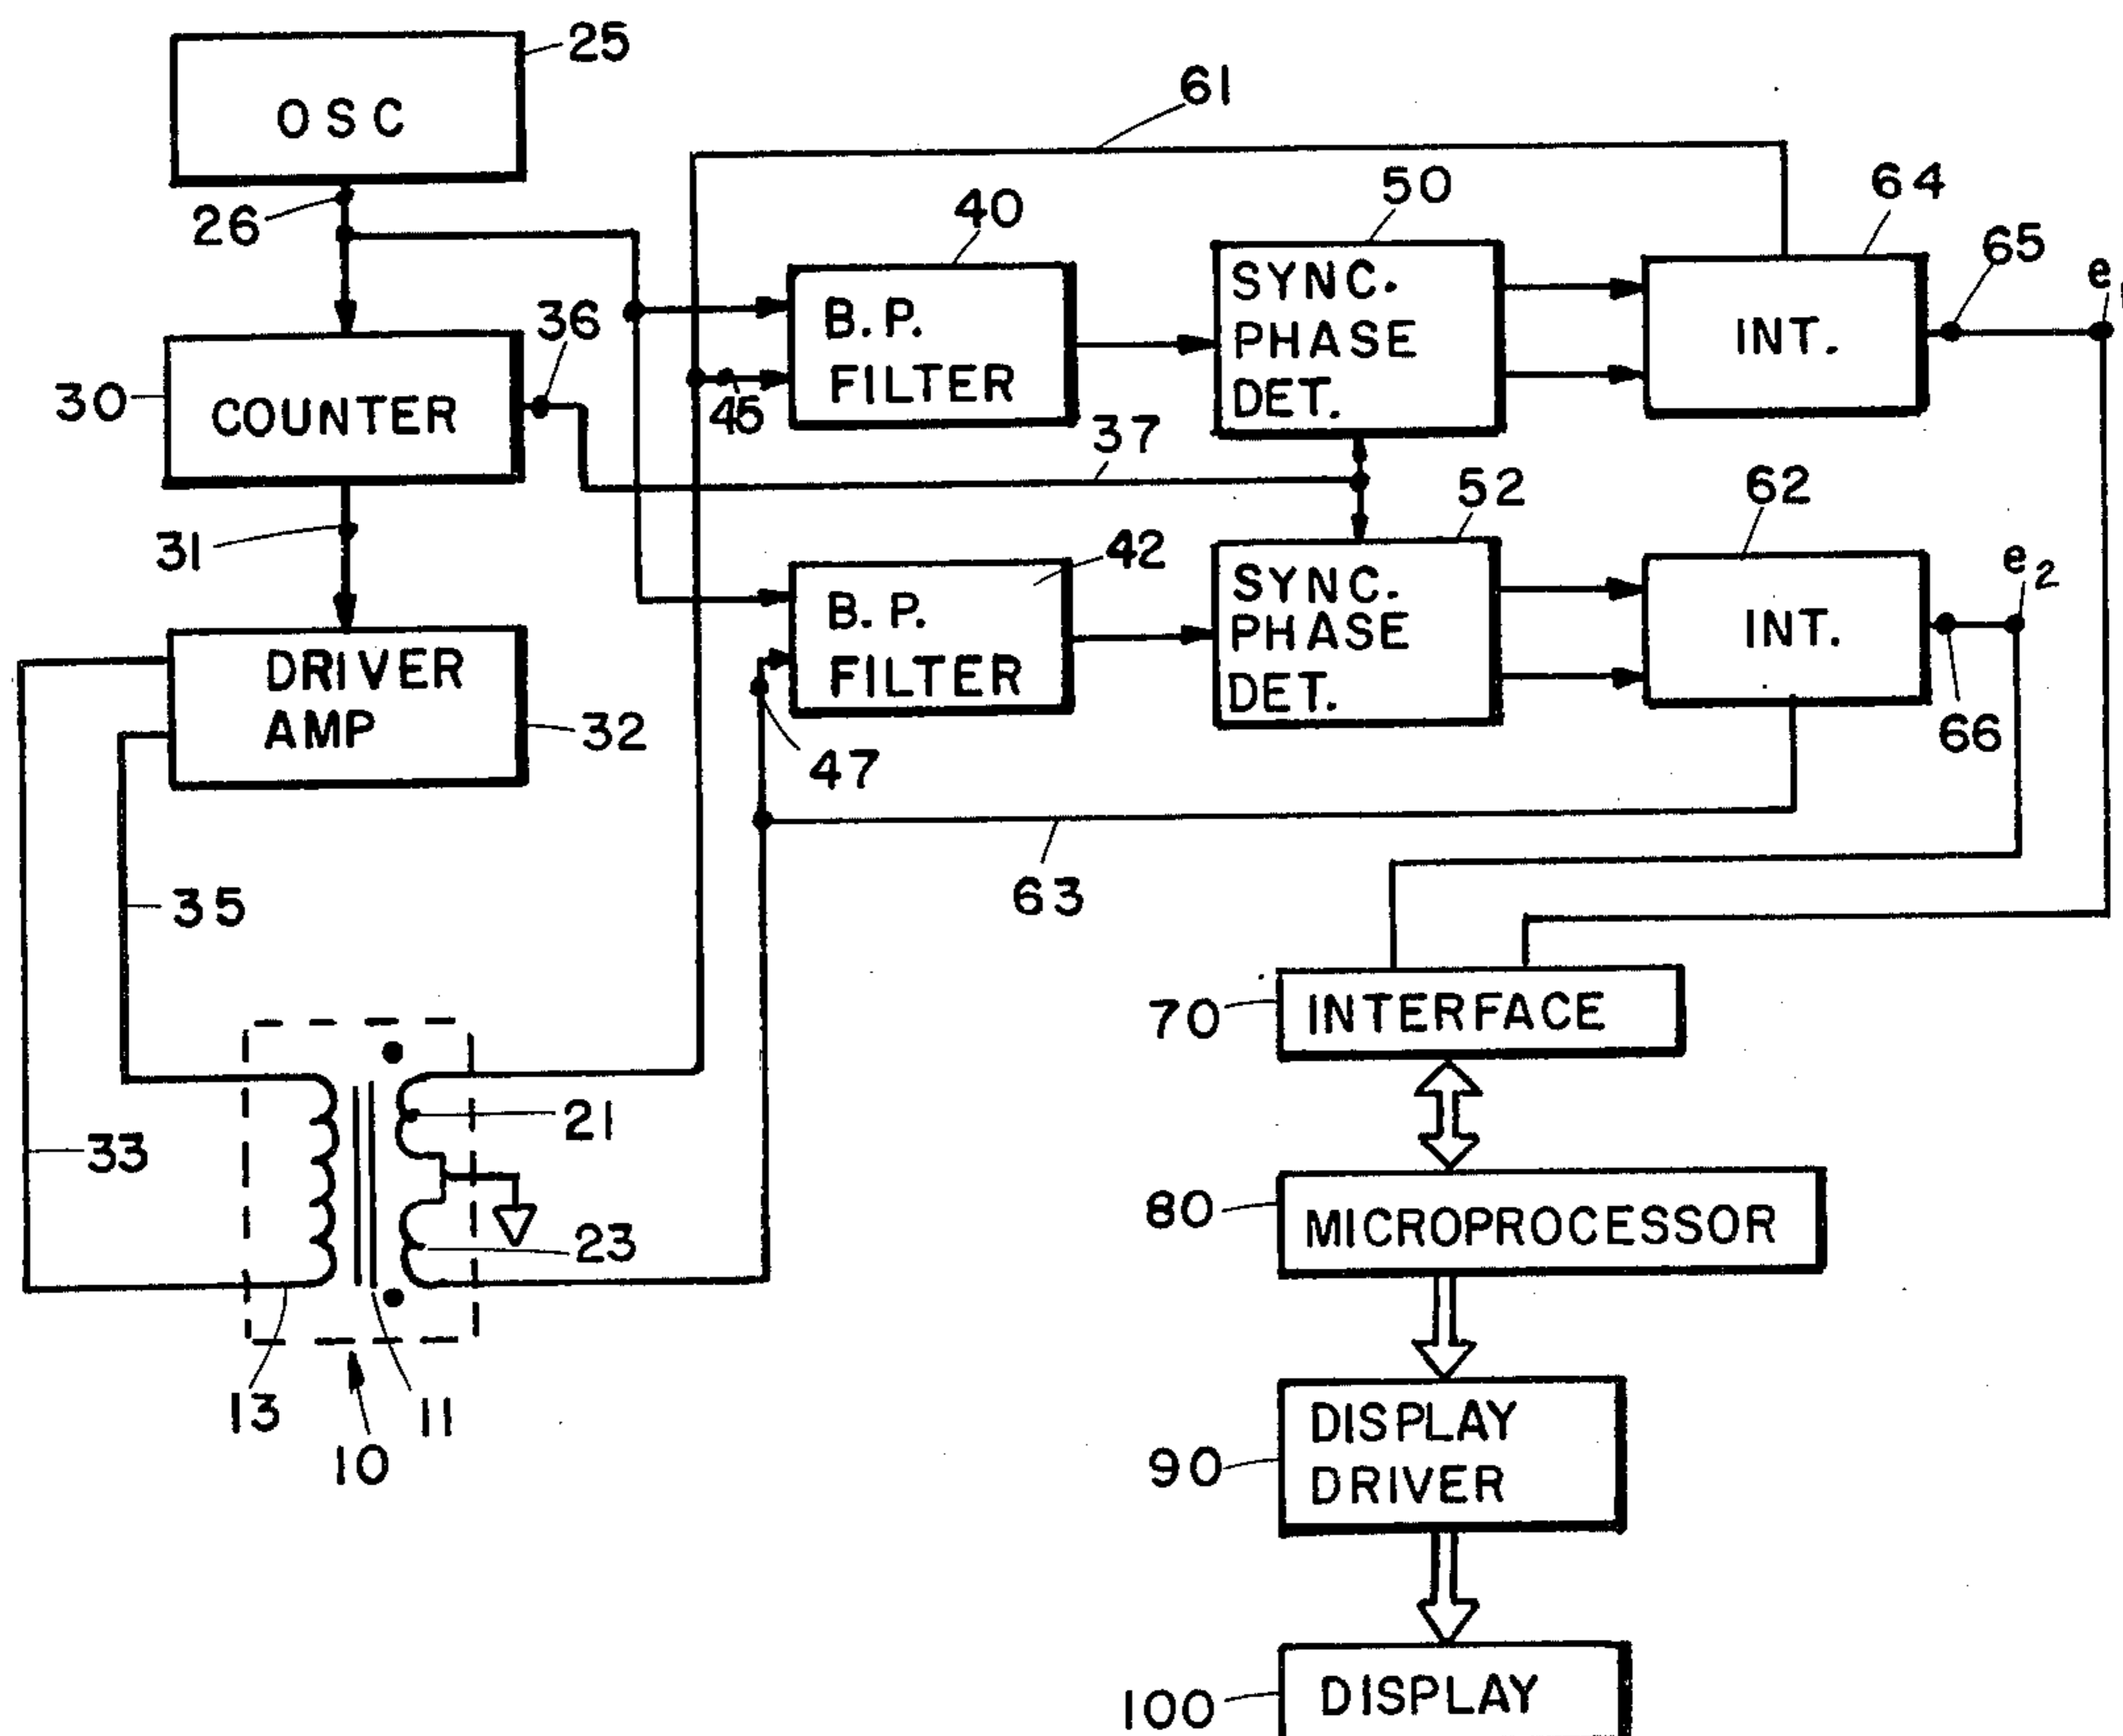 25
OSC
26
61
50
64
40
65
e1
36
B.P.
FILTER
SYNC.
PHASE
DET.
INT.
30
COUNTER
45
37
52
62
31
42
e2
B.P.
FILTER
SYNC.
PHASE
DET.
INT.
DRIVER
AMP
32
47
66
63
35
70
INTERFACE
21
33
80
MICROPROCESSOR
23
13
11
10
DISPLAY
DRIVER
90
100
DISPLAY